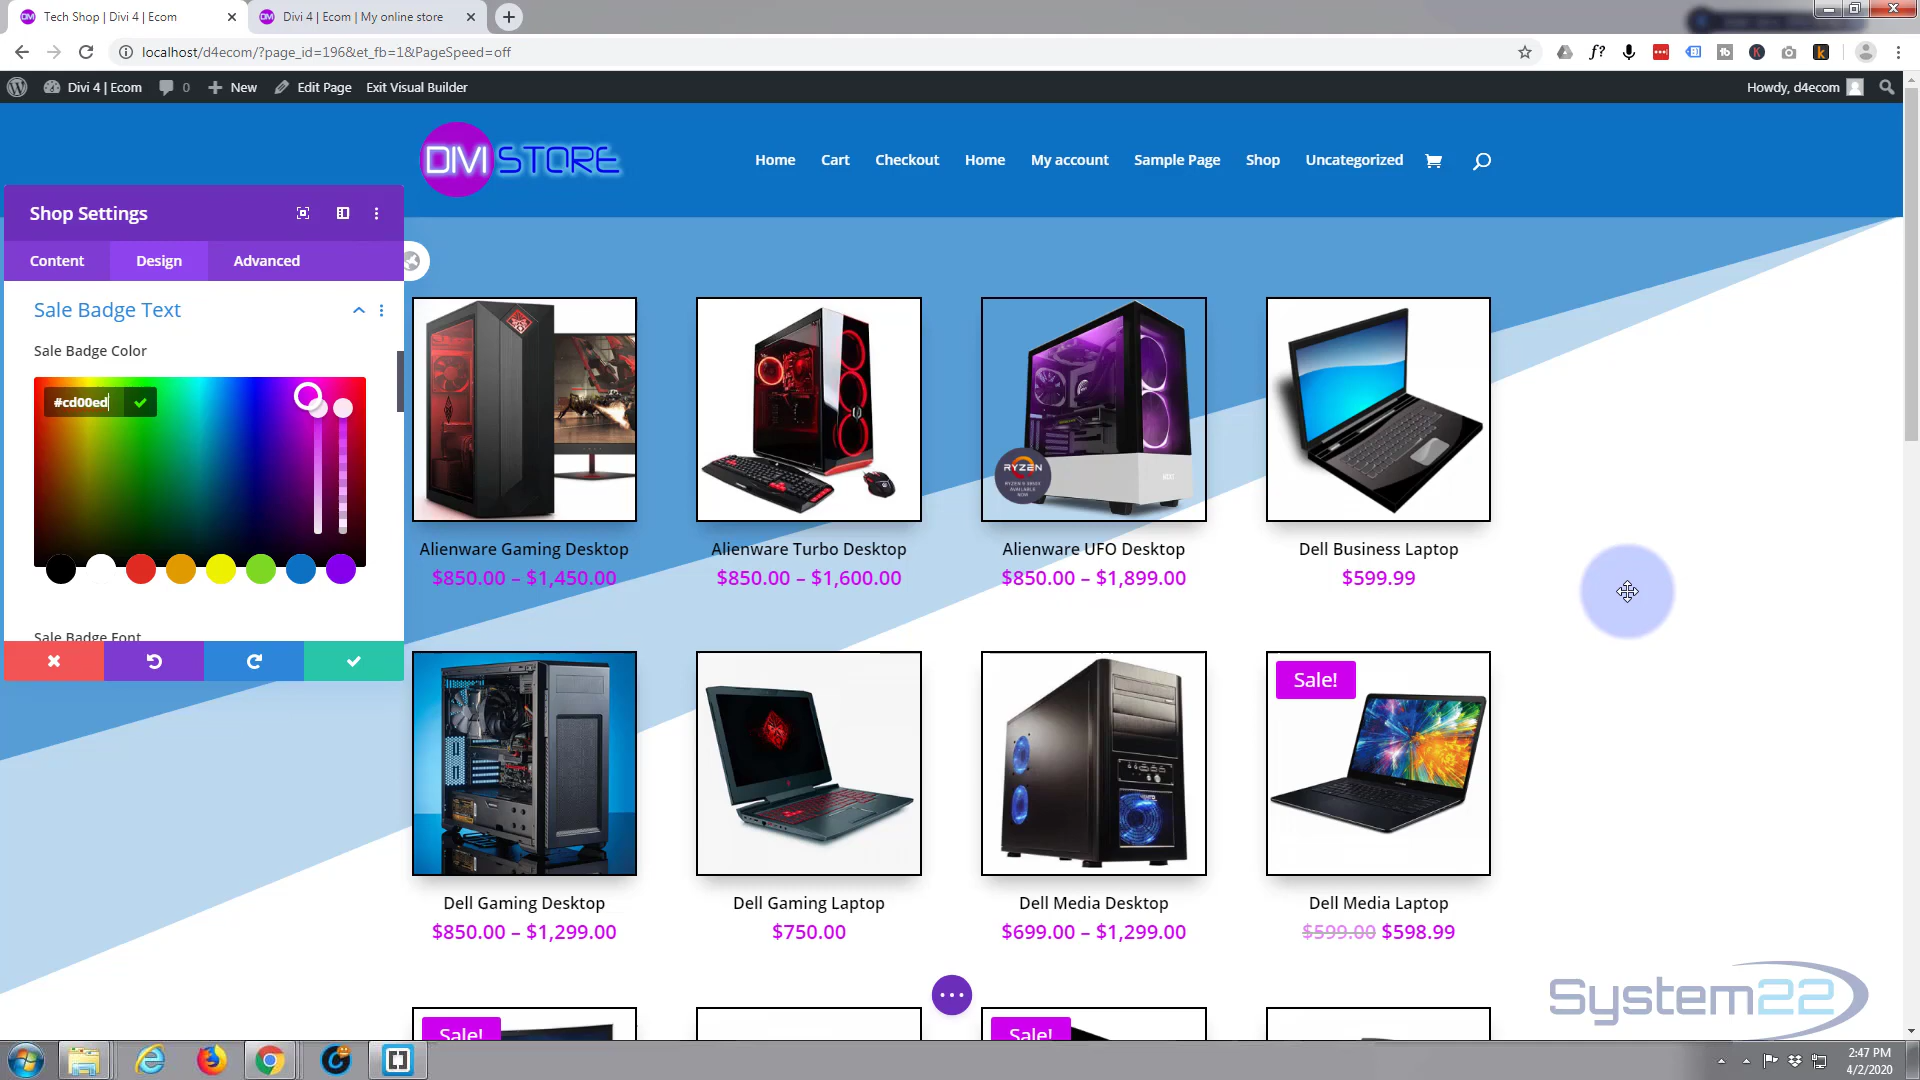 Tech Shop | Divi 4 | Ecom
Divi 4 | Ecom | My online store
localhost/d4ecom/?page_id=196&et_fb=1&PageSpeed=off
Divi 4 | Ecom
0
New
Edit Page
Exit Visual Builder
Howdy, d4ecom
DIVI STORE
Home
Cart
Checkout
Home
My account
Sample Page
Shop
Uncategorized
Shop Settings
Content
Design
Advanced
Sale Badge Text
Sale Badge Color
#cd00ed
Sale Badge Font
RYZEN
Alienware Gaming Desktop
$850.00 – $1,450.00
Alienware Turbo Desktop
$850.00 – $1,600.00
Alienware UFO Desktop
$850.00 – $1,899.00
Dell Business Laptop
$599.99
Sale!
Dell Gaming Desktop
$850.00 – $1,299.00
Dell Gaming Laptop
$750.00
Dell Media Desktop
$699.00 – $1,299.00
Dell Media Laptop
$599.00 $598.99
Sale!
Sale!
System22
2:47 PM
4/2/2020